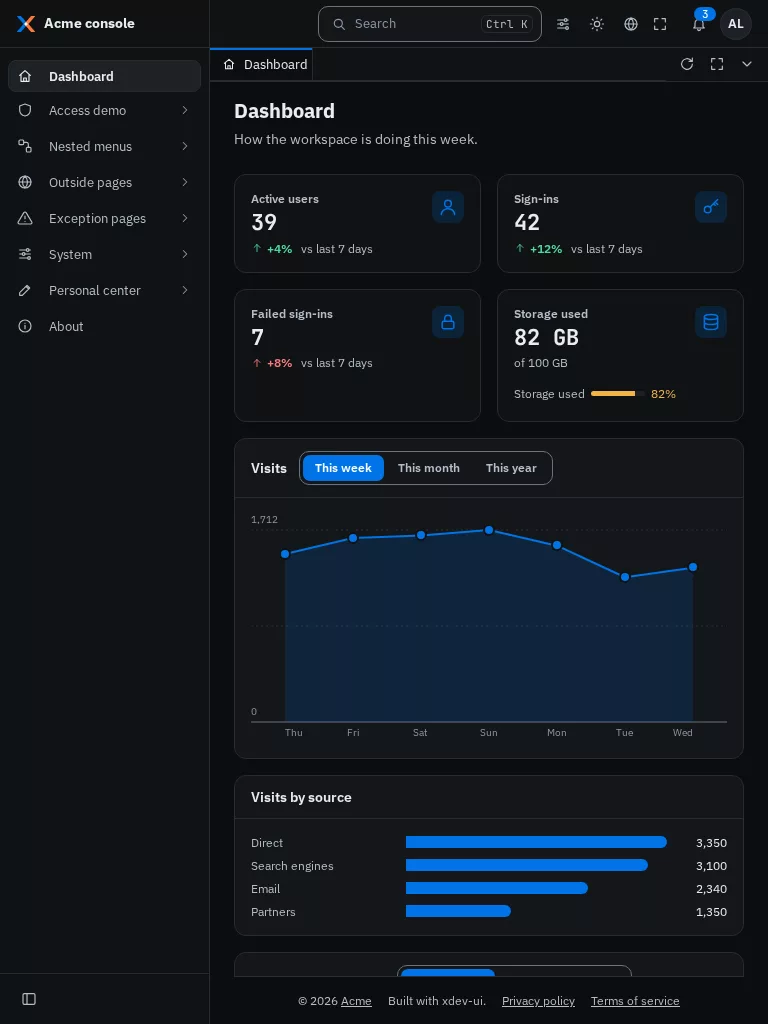 Acme console
Search
Ctrl K
3
AL
Dashboard
Access demo
Nested menus
Outside pages
Exception pages
System
Personal center
About
Dashboard
Dashboard
How the workspace is doing this week.
Active users
39
↑ +4% vs last 7 days
Sign-ins
42
↑ +12% vs last 7 days
Failed sign-ins
7
↑ +8% vs last 7 days
Storage used
82 GB
of 100 GB
Storage used 82%
Visits
This week
This month
This year
1,712
0
Thu Fri Sat Sun Mon Tue Wed
Visits by source
Direct 3,350
Search engines 3,100
Email 2,340
Partners 1,350
© 2026 Acme
Built with xdev-ui.
Privacy policy
Terms of service